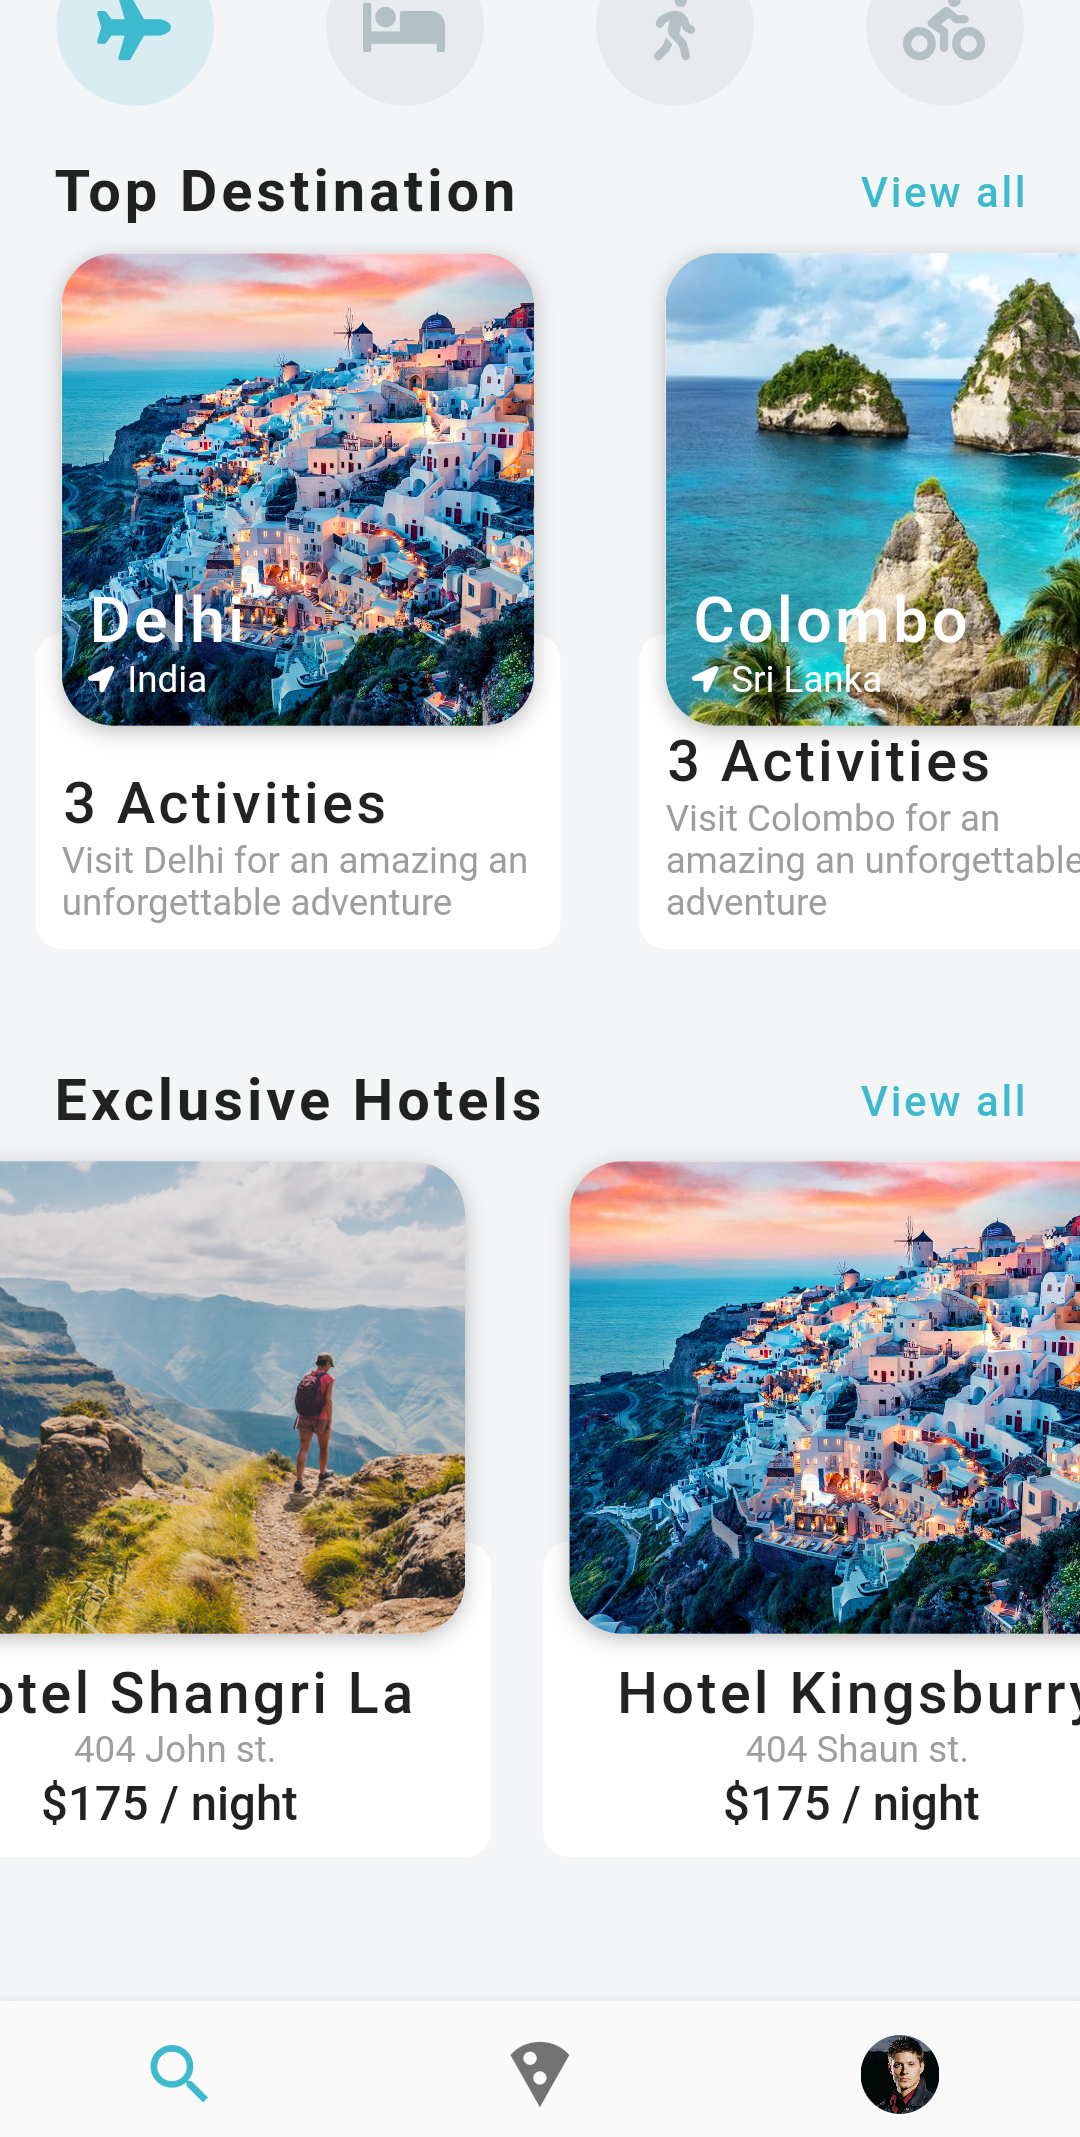 Top Destination
View all
Delhi
India
3 Activities
Visit Delhi for an amazing an
unforgettable adventure
Colombo
Sri Lanka
3 Activities
Visit Colombo for an
amazing an unforgettable
adventure
Exclusive Hotels
View all
otel Shangri La
404 John st.
$175 / night
Hotel Kingsburry
404 Shaun st.
$175 / night